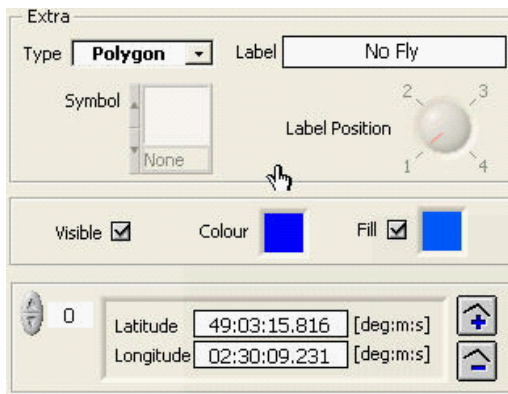 Extra
Type Polygon Label No Fly
Symbol
None
Label Position
2 3
1 4
Visible Colour Fill
0
Latitude 49:03:15.816 [deg:m:s]
Longitude 02:30:09.231 [deg:m:s]